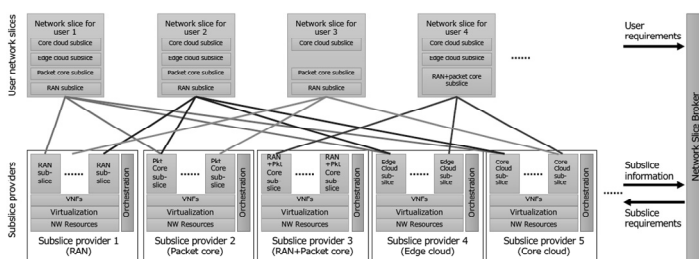 User network slices
Network slice for
user 1
Core cloud subslice
Edge cloud subslice
Packet core subslice
RAN subslice
Network slice for
user 2
Core cloud subslice
Edge cloud subslice
Packet core subslice
RAN subslice
Network slice for
user 3
Core cloud subslice
Packet core subslice
RAN subslice
Network slice for
user 4
Core cloud subslice
Edge cloud subslice
RAN+packet core
subslice
......
User
requirements
Network Slice Broker
Subslice providers
RAN
sub-
slice
......
RAN
sub-
slice
VNFs
Virtualization
NW Resources
Orchestration
Subslice provider 1
(RAN)
Pkt
Core
sub
slice
......
Pkt
Core
sub
slice
VNFs
Virtualization
NW Resources
Orchestration
Subslice provider 2
(Packet core)
RAN
+Pkt
Core
sub
slice
......
RAN
+Pkt
Core
sub
slice
VNFs
Virtualization
NW Resources
Orchestration
Subslice provider 3
(RAN+Packet core)
Edge
Cloud
sub-
slice
......
Edge
Cloud
sub-
slice
VNFs
Virtualization
NW Resources
Orchestration
Subslice provider 4
(Edge cloud)
Core
Cloud
sub-
slice
......
Core
Cloud
sub-
slice
VNFs
Virtualization
NW Resources
Orchestration
Subslice provider 5
(Core cloud)
......
Subslice
information
Subslice
requirements